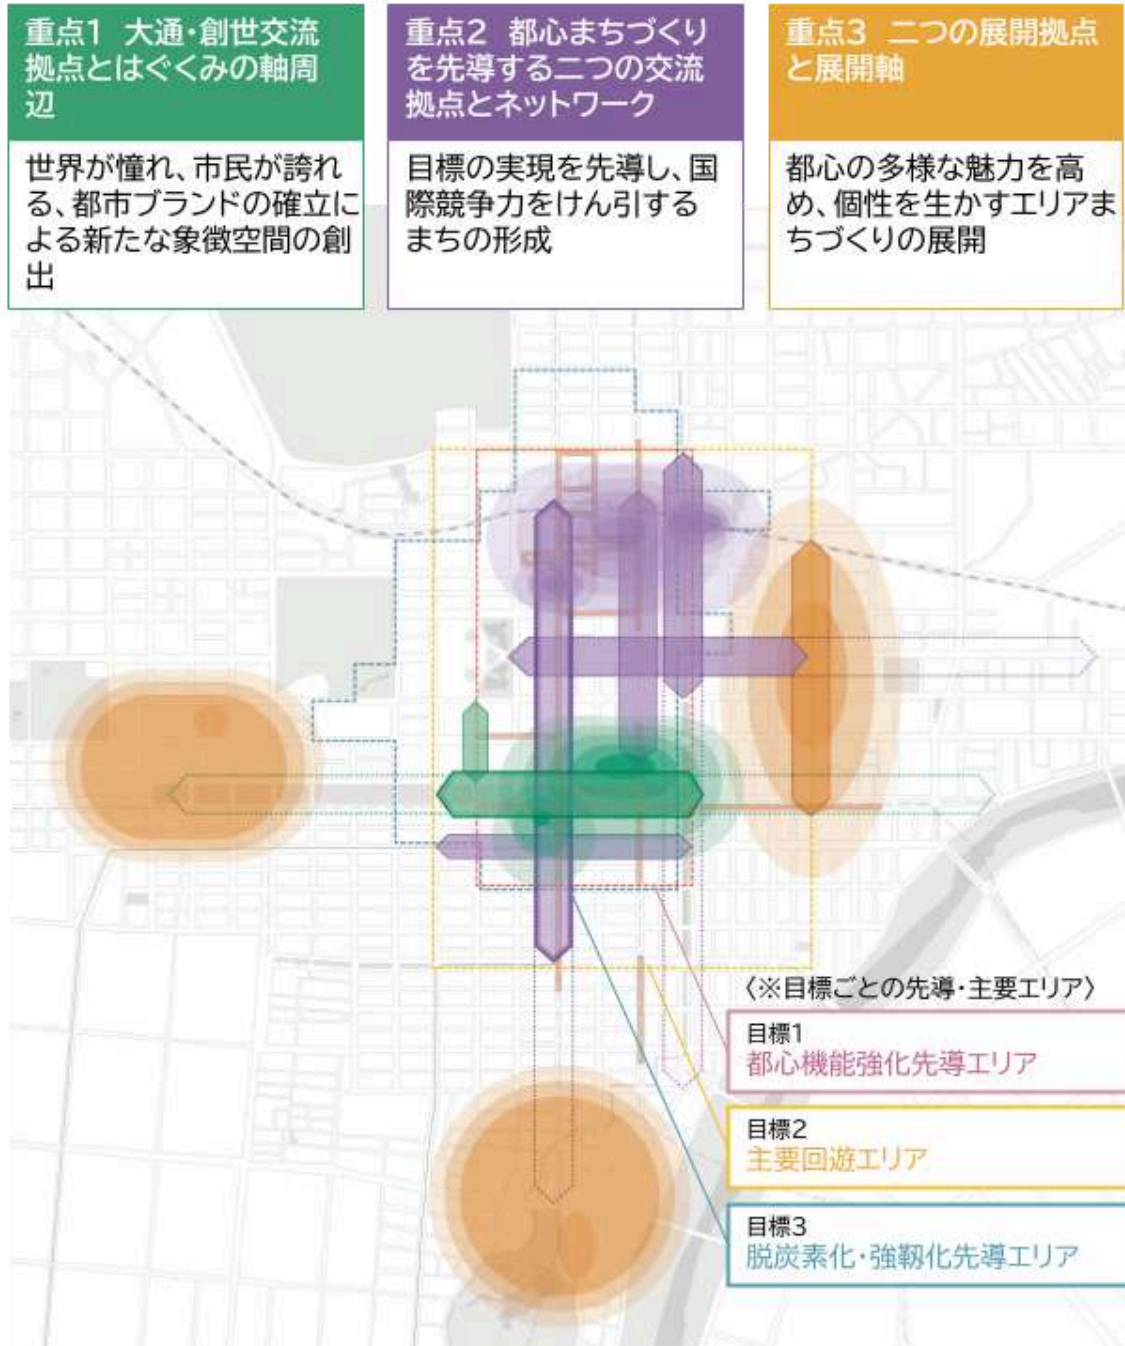 重点1 大通・創世交流
拠点とはぐくみの軸周
辺
世界が憧れ、市民が誇れ
る、都市ブランドの確立に
よる新たな象徴空間の創
出
重点2 都心まちづくり
を先導する二つの交流
拠点とネットワーク
目標の実現を先導し、国
際競争力をけん引する
まちの形成
重点3 二つの展開拠点
と展開軸
都心の多様な魅力を高
め、個性を生かすエリアま
ちづくりの展開
〈※目標ごとの先導・主要エリア〉
目標1
都心機能強化先導エリア
目標2
主要回遊エリア
目標3
脱炭素化・強靱化先導エリア